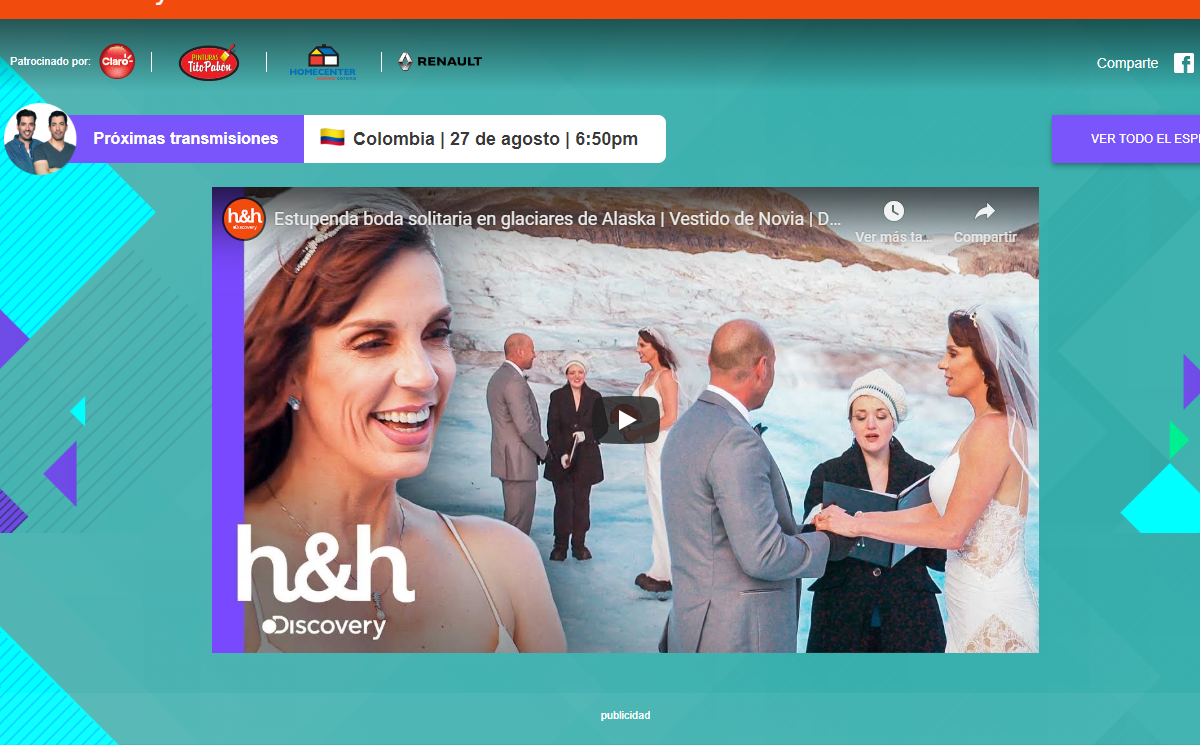 Patrocinado por:
Claro
PINTURAS
Tito Pabón
HOMECENTER
RENAULT
Comparte
Próximas transmisiones
Colombia | 27 de agosto | 6:50pm
VER TODO EL ESP
h&h
Discovery
Estupenda boda solitaria en glaciares de Alaska | Vestido de Novia | D...
Ver más ta...
Compartir
h&h
Discovery
publicidad